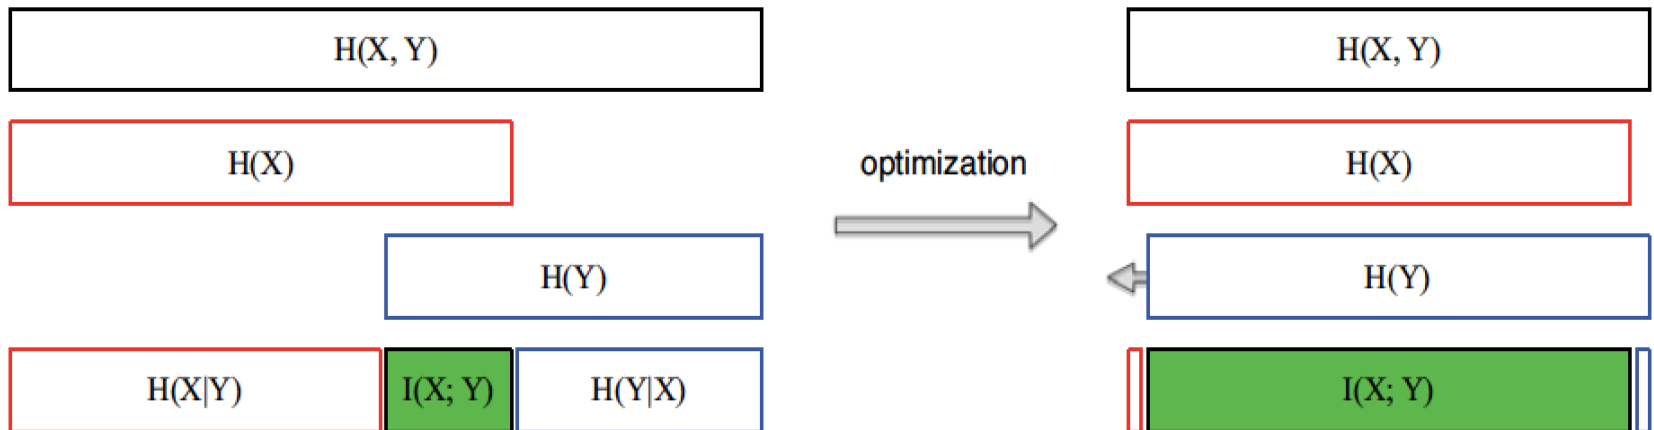 H(X, Y)
H(X)
H(Y)
H(X|Y)
I(X; Y)
H(Y|X)
optimization
H(X, Y)
H(X)
H(Y)
I(X; Y)